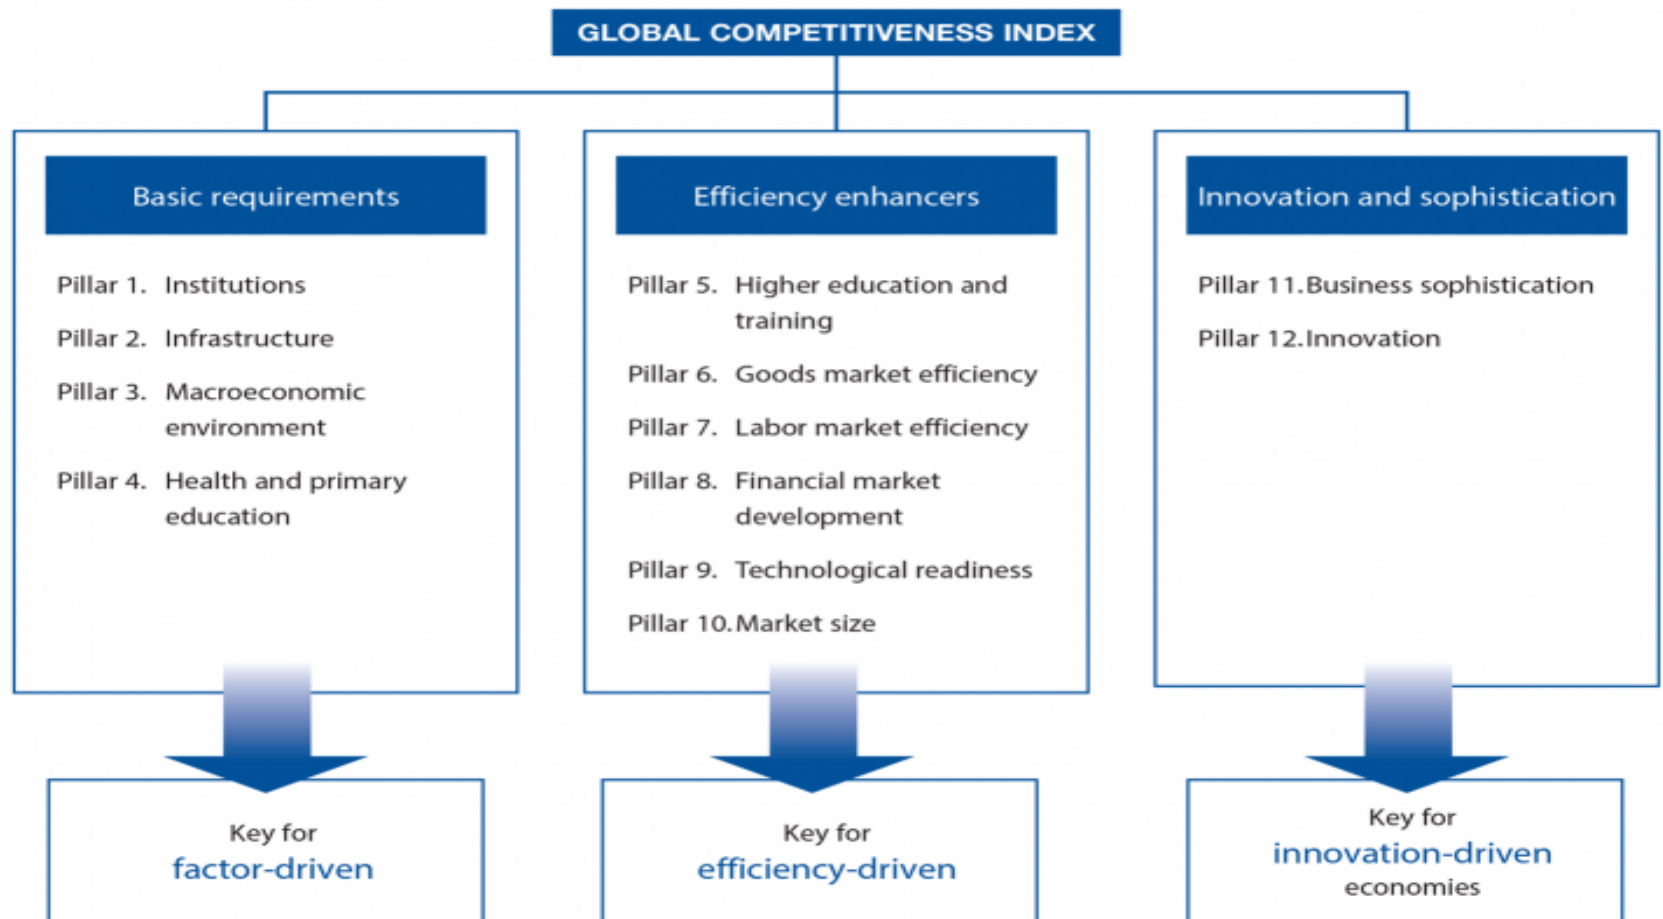 GLOBAL COMPETITIVENESS INDEX
Basic requirements
Pillar 1. Institutions
Pillar 2. Infrastructure
Pillar 3. Macroeconomic
environment
Pillar 4. Health and primary
education
Key for
factor-driven
Efficiency enhancers
Pillar 5. Higher education and
training
Pillar 6. Goods market efficiency
Pillar 7. Labor market efficiency
Pillar 8. Financial market
development
Pillar 9. Technological readiness
Pillar 10. Market size
Key for
efficiency-driven
Innovation and sophistication
Pillar 11. Business sophistication
Pillar 12. Innovation
Key for
innovation-driven
economies